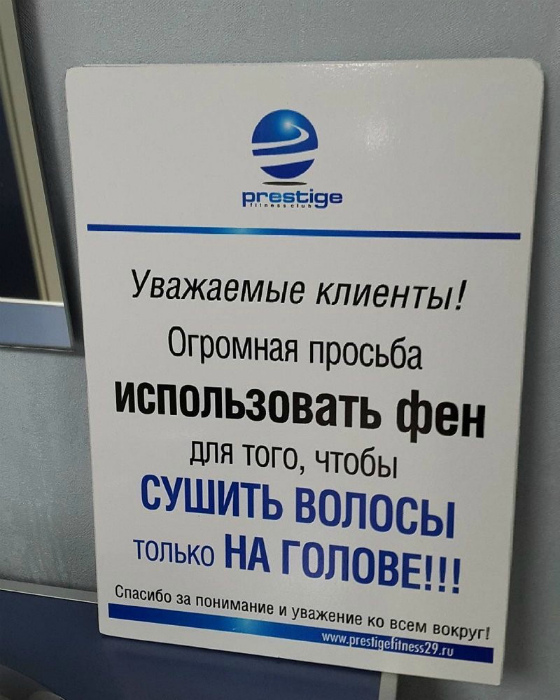 prestige
fitness club
Уважаемые клиенты!
Огромная просьба
использовать фен
для того, чтобы
СУШИТЬ ВОЛОСЫ
только НА ГОЛОВЕ!!!
Спасибо за понимание и уважение ко всем вокруг!
www.prestigefitness29.ru